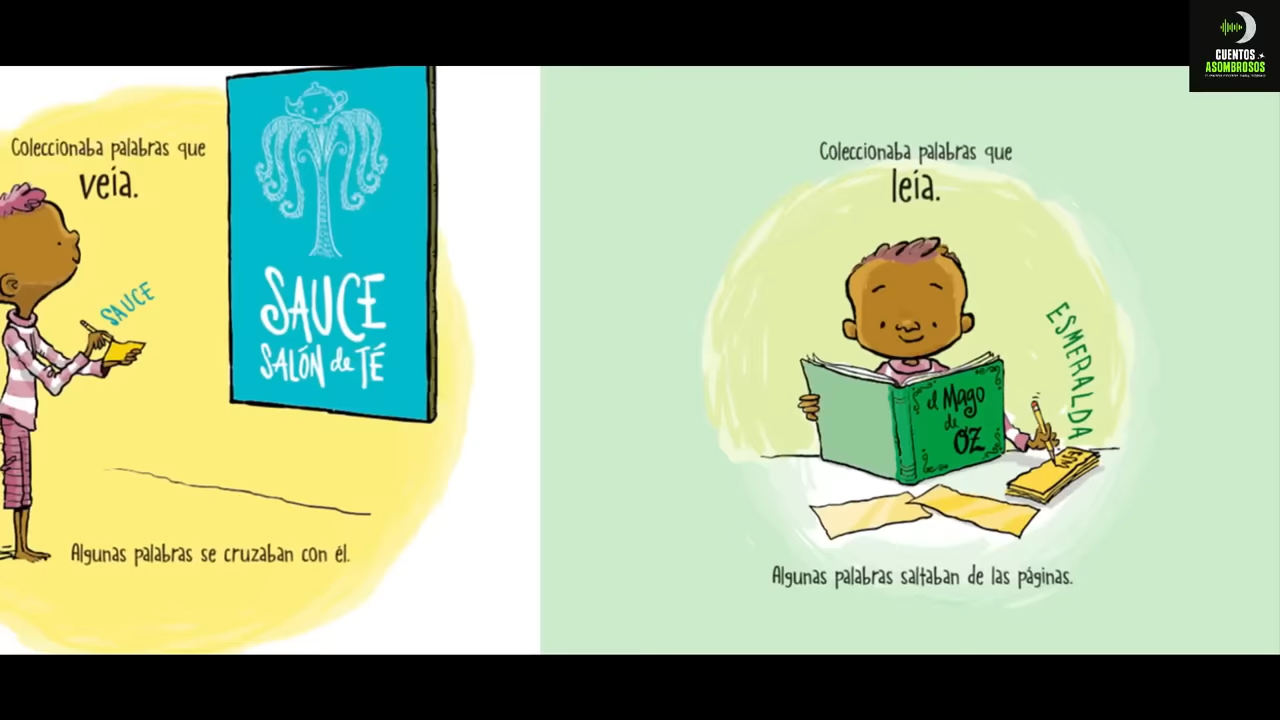 Coleccionaba palabras que
veía.
SAUCE
SAUCE
SALÓN de TÉ
Algunas palabras se cruzaban con él.
Coleccionaba palabras que
leía.
ESMERALDA
el Mago
de
OZ
Algunas palabras saltaban de las páginas.
CUENTOS
ASOMBROSOS